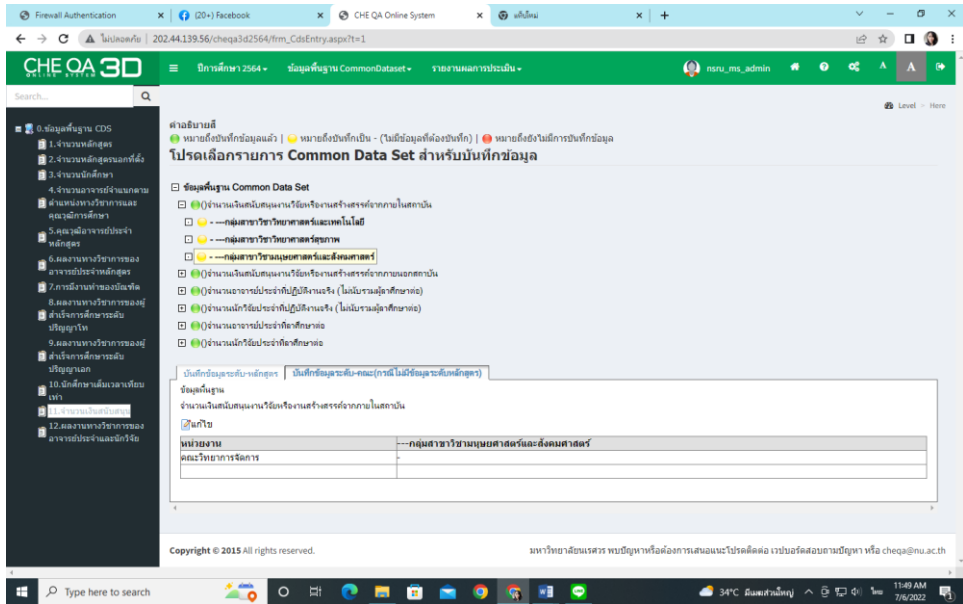 Firewall Authentication
(20+) Facebook
CHE QA Online System
แท็บใหม่
ไม่ปลอดภัย | 202.44.139.56/cheqa3d2564/frm_CdsEntry.aspx?t=1
CHE QA 3D
ONLINE SYSTEM
ปีการศึกษา 2564
ข้อมูลพื้นฐาน CommonDataset
รายงานผลการประเมิน
nsru_ms_admin
A
A
Search...
Level > Here
0.ข้อมูลพื้นฐาน CDS
1.จำนวนหลักสูตร
2.จำนวนหลักสูตรนอกที่ตั้ง
3.จำนวนนักศึกษา
4.จำนวนอาจารย์จำแนกตาม
ตำแหน่งทางวิชาการและ
คุณวุฒิการศึกษา
5.คุณวุฒิอาจารย์ประจำ
หลักสูตร
6.ผลงานทางวิชาการของ
อาจารย์ประจำหลักสูตร
7.การมีงานทำของบัณฑิต
8.ผลงานทางวิชาการของผู้
สำเร็จการศึกษาระดับ
ปริญญาโท
9.ผลงานทางวิชาการของผู้
สำเร็จการศึกษาระดับ
ปริญญาเอก
10.นักศึกษาเต็มเวลาเทียบ
เท่า
11.จำนวนเงินสนับสนุน
12.ผลงานทางวิชาการของ
อาจารย์ประจำและนักวิจัย
คำอธิบายสี
หมายถึงบันทึกข้อมูลแล้ว | หมายถึงบันทึกเป็น - (ไม่มีข้อมูลที่ต้องบันทึก) | หมายถึงยังไม่มีการบันทึกข้อมูล
โปรดเลือกรายการ Common Data Set สำหรับบันทึกข้อมูล
ข้อมูลพื้นฐาน Common Data Set
()จำนวนเงินสนับสนุนงานวิจัยหรืองานสร้างสรรค์จากภายในสถาบัน
- ---กลุ่มสาขาวิชาวิทยาศาสตร์และเทคโนโลยี
- ---กลุ่มสาขาวิชาวิทยาศาสตร์สุขภาพ
- ---กลุ่มสาขาวิชามนุษยศาสตร์และสังคมศาสตร์
()จำนวนเงินสนับสนุนงานวิจัยหรืองานสร้างสรรค์จากภายนอกสถาบัน
()จำนวนอาจารย์ประจำที่ปฏิบัติงานจริง (ไม่นับรวมผู้ลาศึกษาต่อ)
()จำนวนนักวิจัยประจำที่ปฏิบัติงานจริง (ไม่นับรวมผู้ลาศึกษาต่อ)
()จำนวนอาจารย์ประจำที่ลาศึกษาต่อ
()จำนวนนักวิจัยประจำที่ลาศึกษาต่อ
บันทึกข้อมูลระดับ-หลักสูตร
บันทึกข้อมูลระดับ-คณะ(กรณีไม่มีข้อมูลระดับหลักสูตร)
ข้อมูลพื้นฐาน
จำนวนเงินสนับสนุนงานวิจัยหรืองานสร้างสรรค์จากภายในสถาบัน
แก้ไข
หน่วยงาน ---กลุ่มสาขาวิชามนุษยศาสตร์และสังคมศาสตร์
คณะวิทยาการจัดการ -
Copyright © 2015 All rights reserved.
มหาวิทยาลัยนเรศวร พบปัญหาหรือต้องการเสนอแนะโปรดติดต่อ เวปบอร์ดสอบถามปัญหา หรือ cheqa@nu.ac.th
Type here to search
34°C มีแดดส่วนใหญ่
ไทย
11:49 AM
7/6/2022